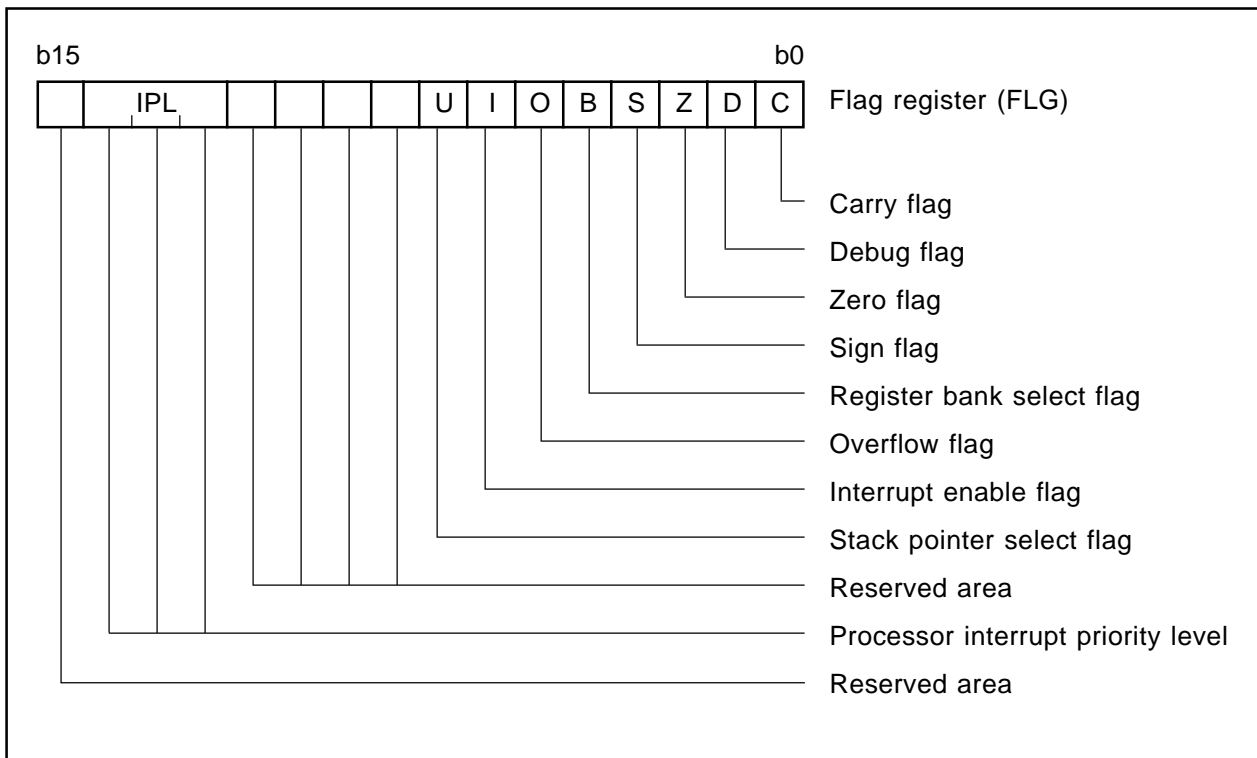 b15 b0
IPL U I O B S Z D C Flag register (FLG)
Carry flag
Debug flag
Zero flag
Sign flag
Register bank select flag
Overflow flag
Interrupt enable flag
Stack pointer select flag
Reserved area
Processor interrupt priority level
Reserved area